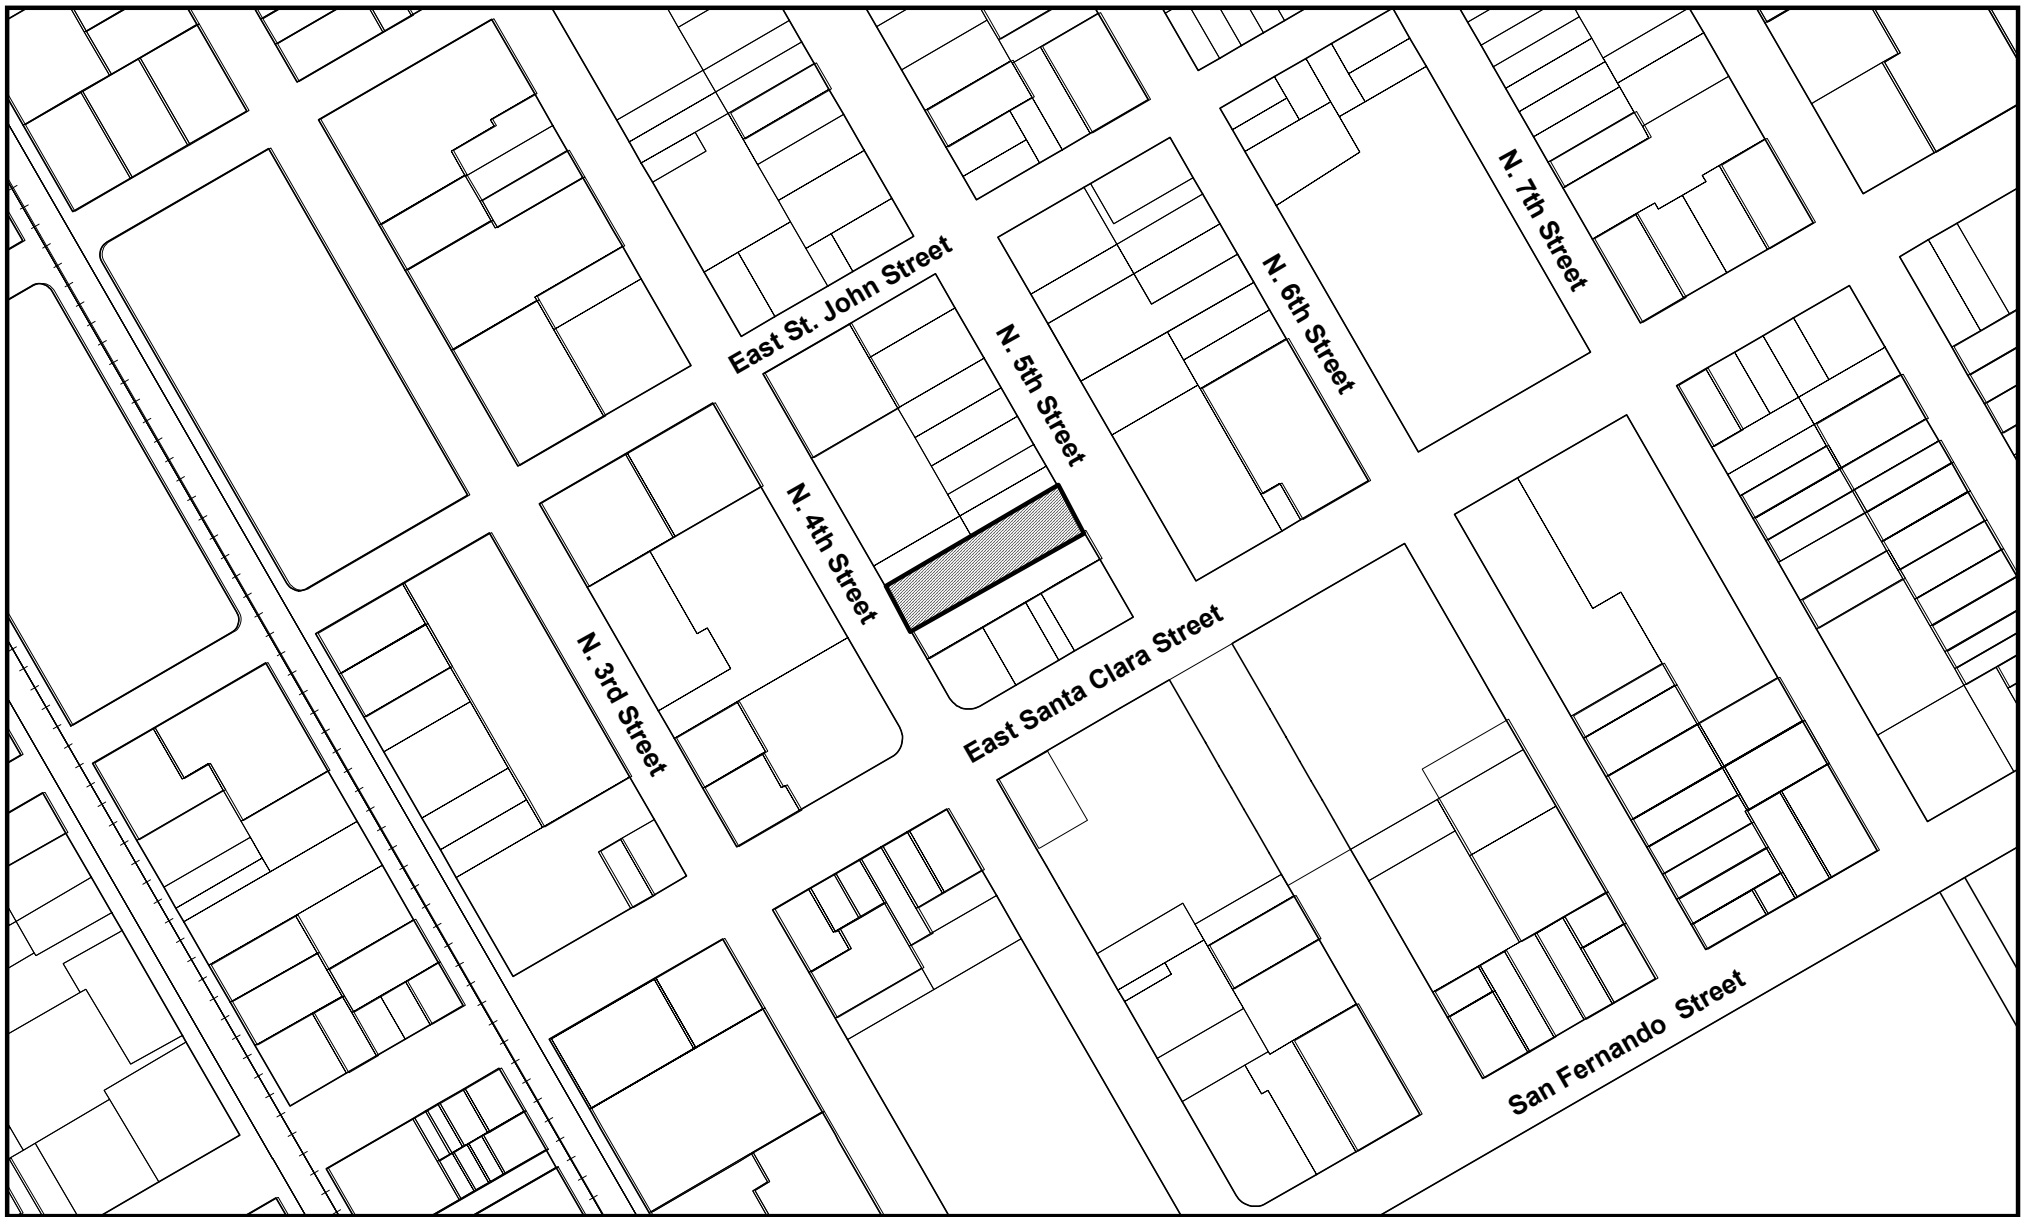 N. 7th Street
East St. John Street
N. 6th Street
N. 5th Street
N. 4th Street
East Santa Clara Street
N. 3rd Street
San Fernando Street